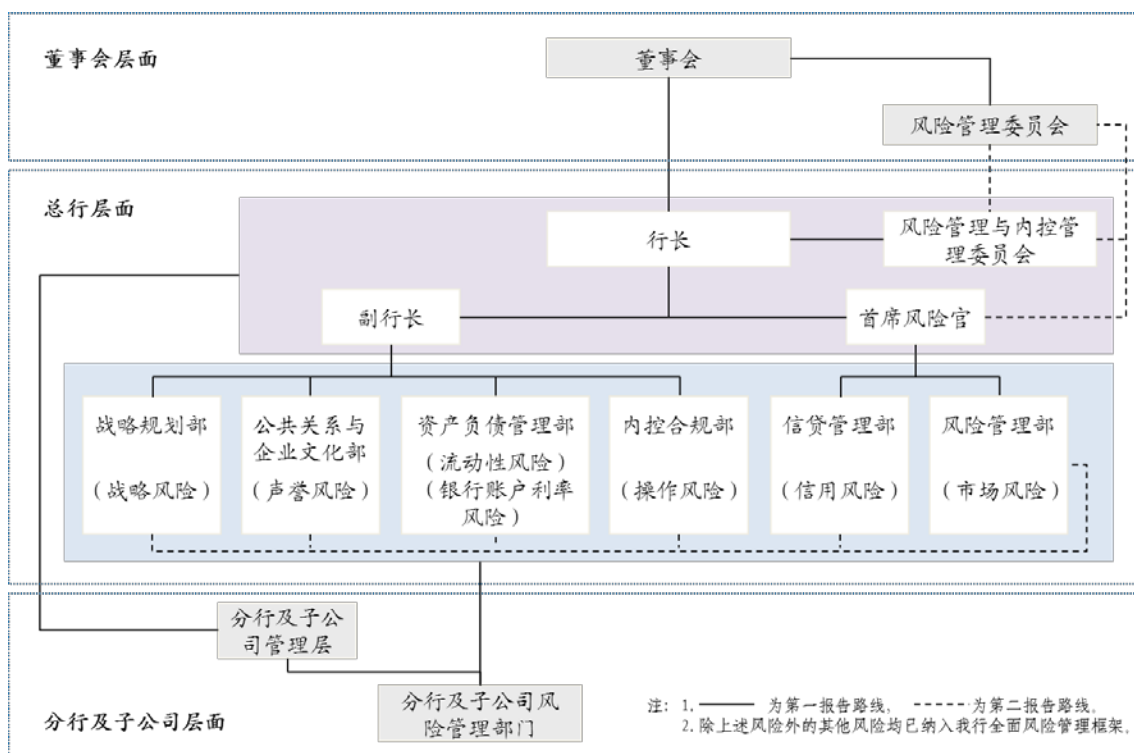 董事会层面
董事会
风险管理委员会
总行层面
行长
风险管理与内控管
理委员会
副行长
首席风险官
战略规划部
（战略风险）
公共关系与
企业文化部
（声誉风险）
资产负债管理部
（流动性风险）
（银行账户利率
风险）
内控合规部
（操作风险）
信贷管理部
（信用风险）
风险管理部
（市场风险）
分行及子公
司管理层
分行及子公司风
险管理部门
分行及子公司层面
注：1. 为第一报告路线， 为第二报告路线。
2. 除上述风险外的其他风险均已纳入我行全面风险管理框架。